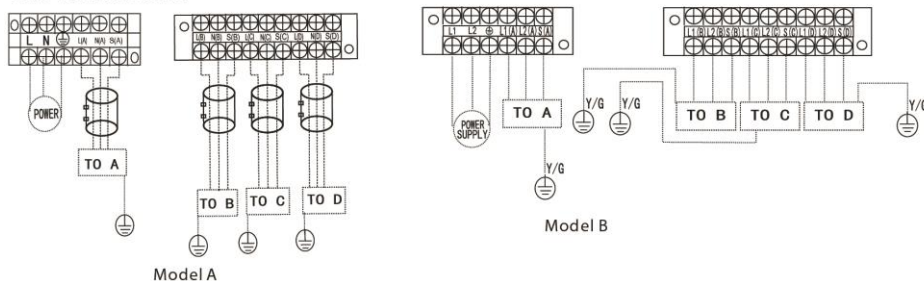 L N L(A) N(A) S(A)
L(B) N(B) S(B) L(C) N(C) S(C) L(D) N(D) S(D)
POWER
TO A
TO B
TO C
TO D
Model A
L1 L2 L1(A) L2(A) S(A)
L1(B) L2(B) S(B) L1(C) L2(C) S(C) L1(D) L2(D) S(D)
POWER SUPPLY
TO A
Y/G
Y/G
Y/G
TO B
TO C
TO D
Y/G
Model B